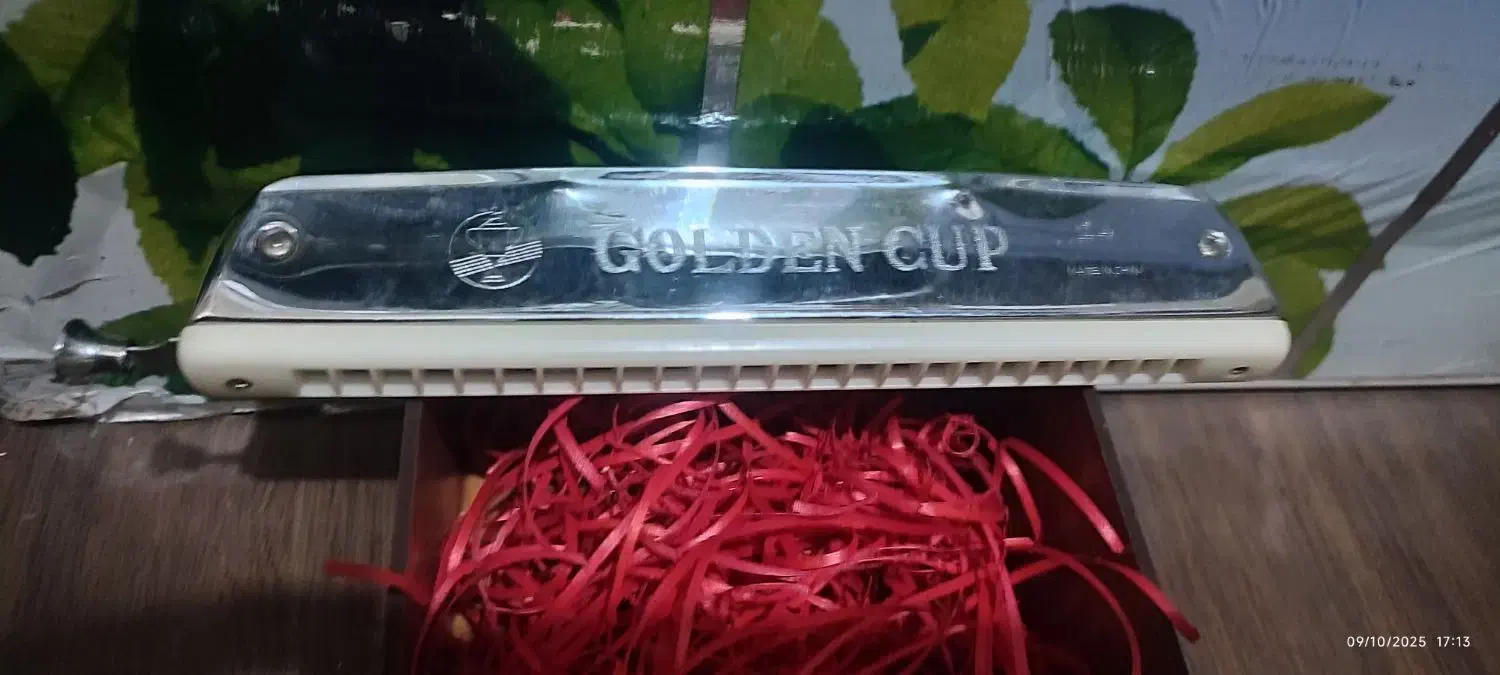 GOLDEN CUP
MADE IN CHINA
09/10/2025 17:13